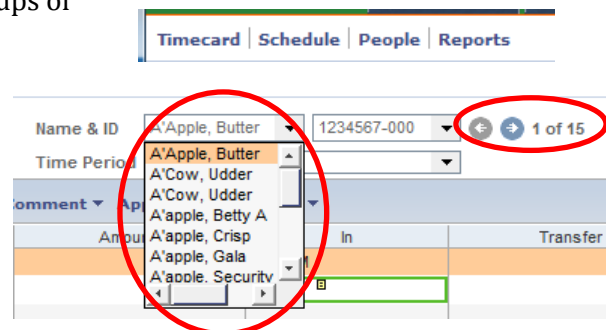 ups of
Timecard | Schedule | People | Reports
Name & ID A'Apple, Butter 1234567-000 1 of 15
Time Period
A'Apple, Butter
A'Cow, Udder
A'Cow, Udder
A'apple, Betty A
A'apple, Crisp
A'apple, Gala
A'apple, Security
omment Ap
Amou In Transfer
M